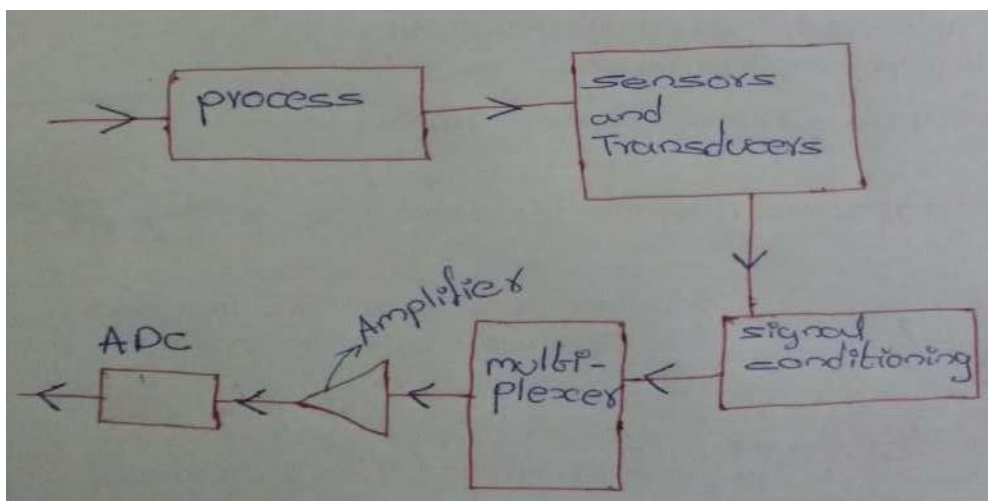 process
sensors
and
Transducers
signal
conditioning
multi-
plexer
Amplifier
ADC